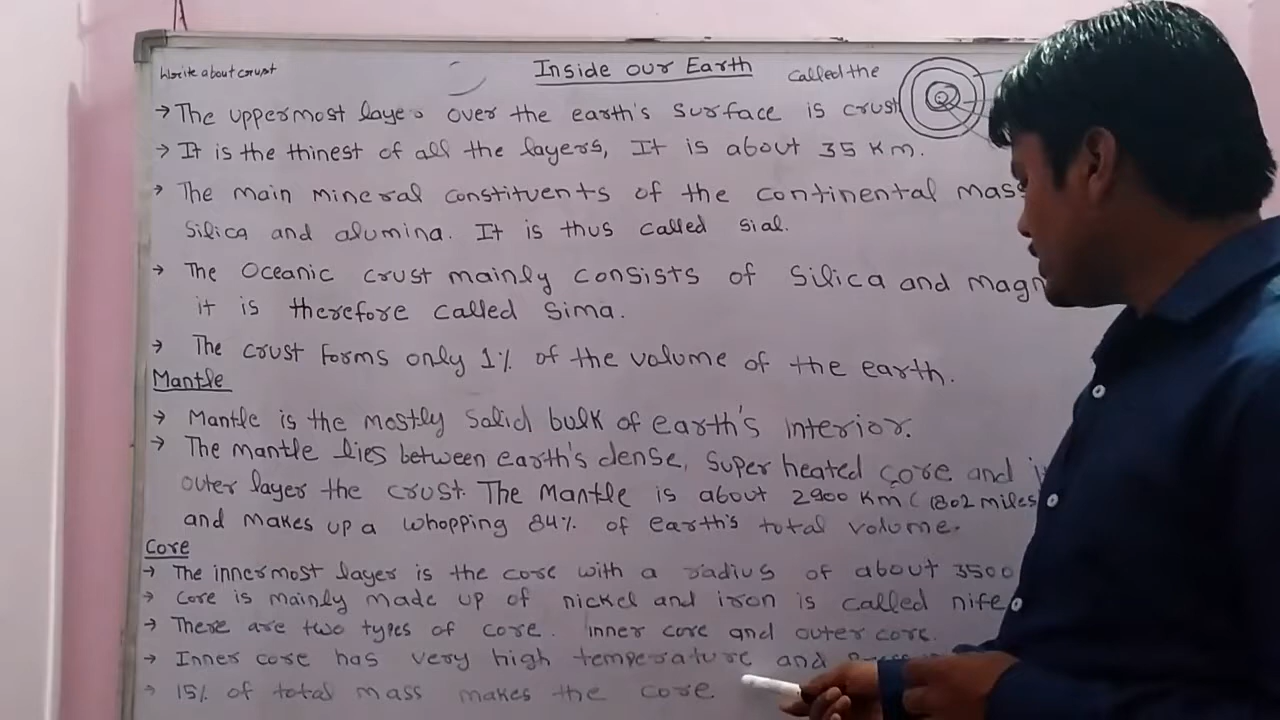 Write about crust
Inside our Earth
called the
→ The uppermost layer over the earth's surface is crust
→ It is the thinest of all the layers, It is about 35 Km.
→ The main mineral constituents of the continental mass
Silica and alumina. It is thus called sial.
→ The Oceanic crust mainly consists of Silica and magn
it is therefore called Sima.
→ The crust Forms only 1% of the volume of the earth.
Mantle
→ Mantle is the mostly Salid bulk of earth's interior.
→ The mantle lies between earth's dense, Super heated core and
outer layer the crust. The Mantle is about 2900 Km (1802 miles
and makes up a whopping 84% of earth's total volume.
Core
→ The innermost layer is the core with a radius of about 3500
→ Core is mainly made up of nickel and iron is called nife
→ There are two types of core. inner core and outer core.
→ Inner core has very high temperature and
→ 15% of total mass makes the core.